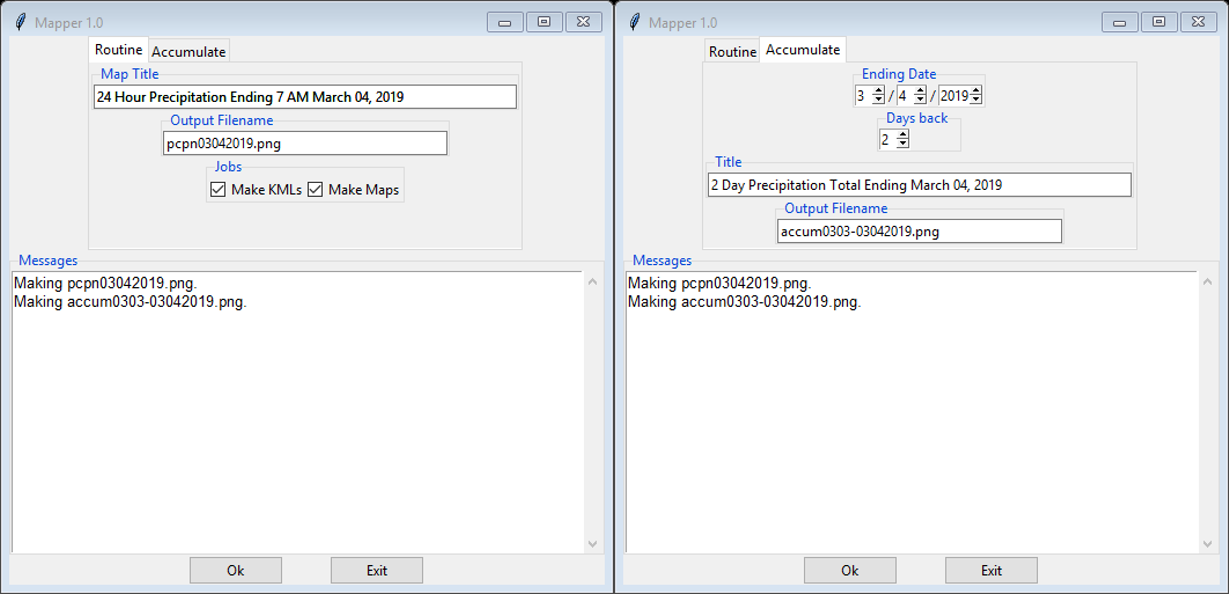 Mapper 1.0
Routine Accumulate
Map Title
24 Hour Precipitation Ending 7 AM March 04, 2019
Output Filename
pcpn03042019.png
Jobs
Make KMLs Make Maps
Messages
Making pcpn03042019.png.
Making accum0303-03042019.png.
Ok Exit
Mapper 1.0
Routine Accumulate
Ending Date
3 / 4 / 2019
Days back
2
Title
2 Day Precipitation Total Ending March 04, 2019
Output Filename
accum0303-03042019.png
Messages
Making pcpn03042019.png.
Making accum0303-03042019.png.
Ok Exit